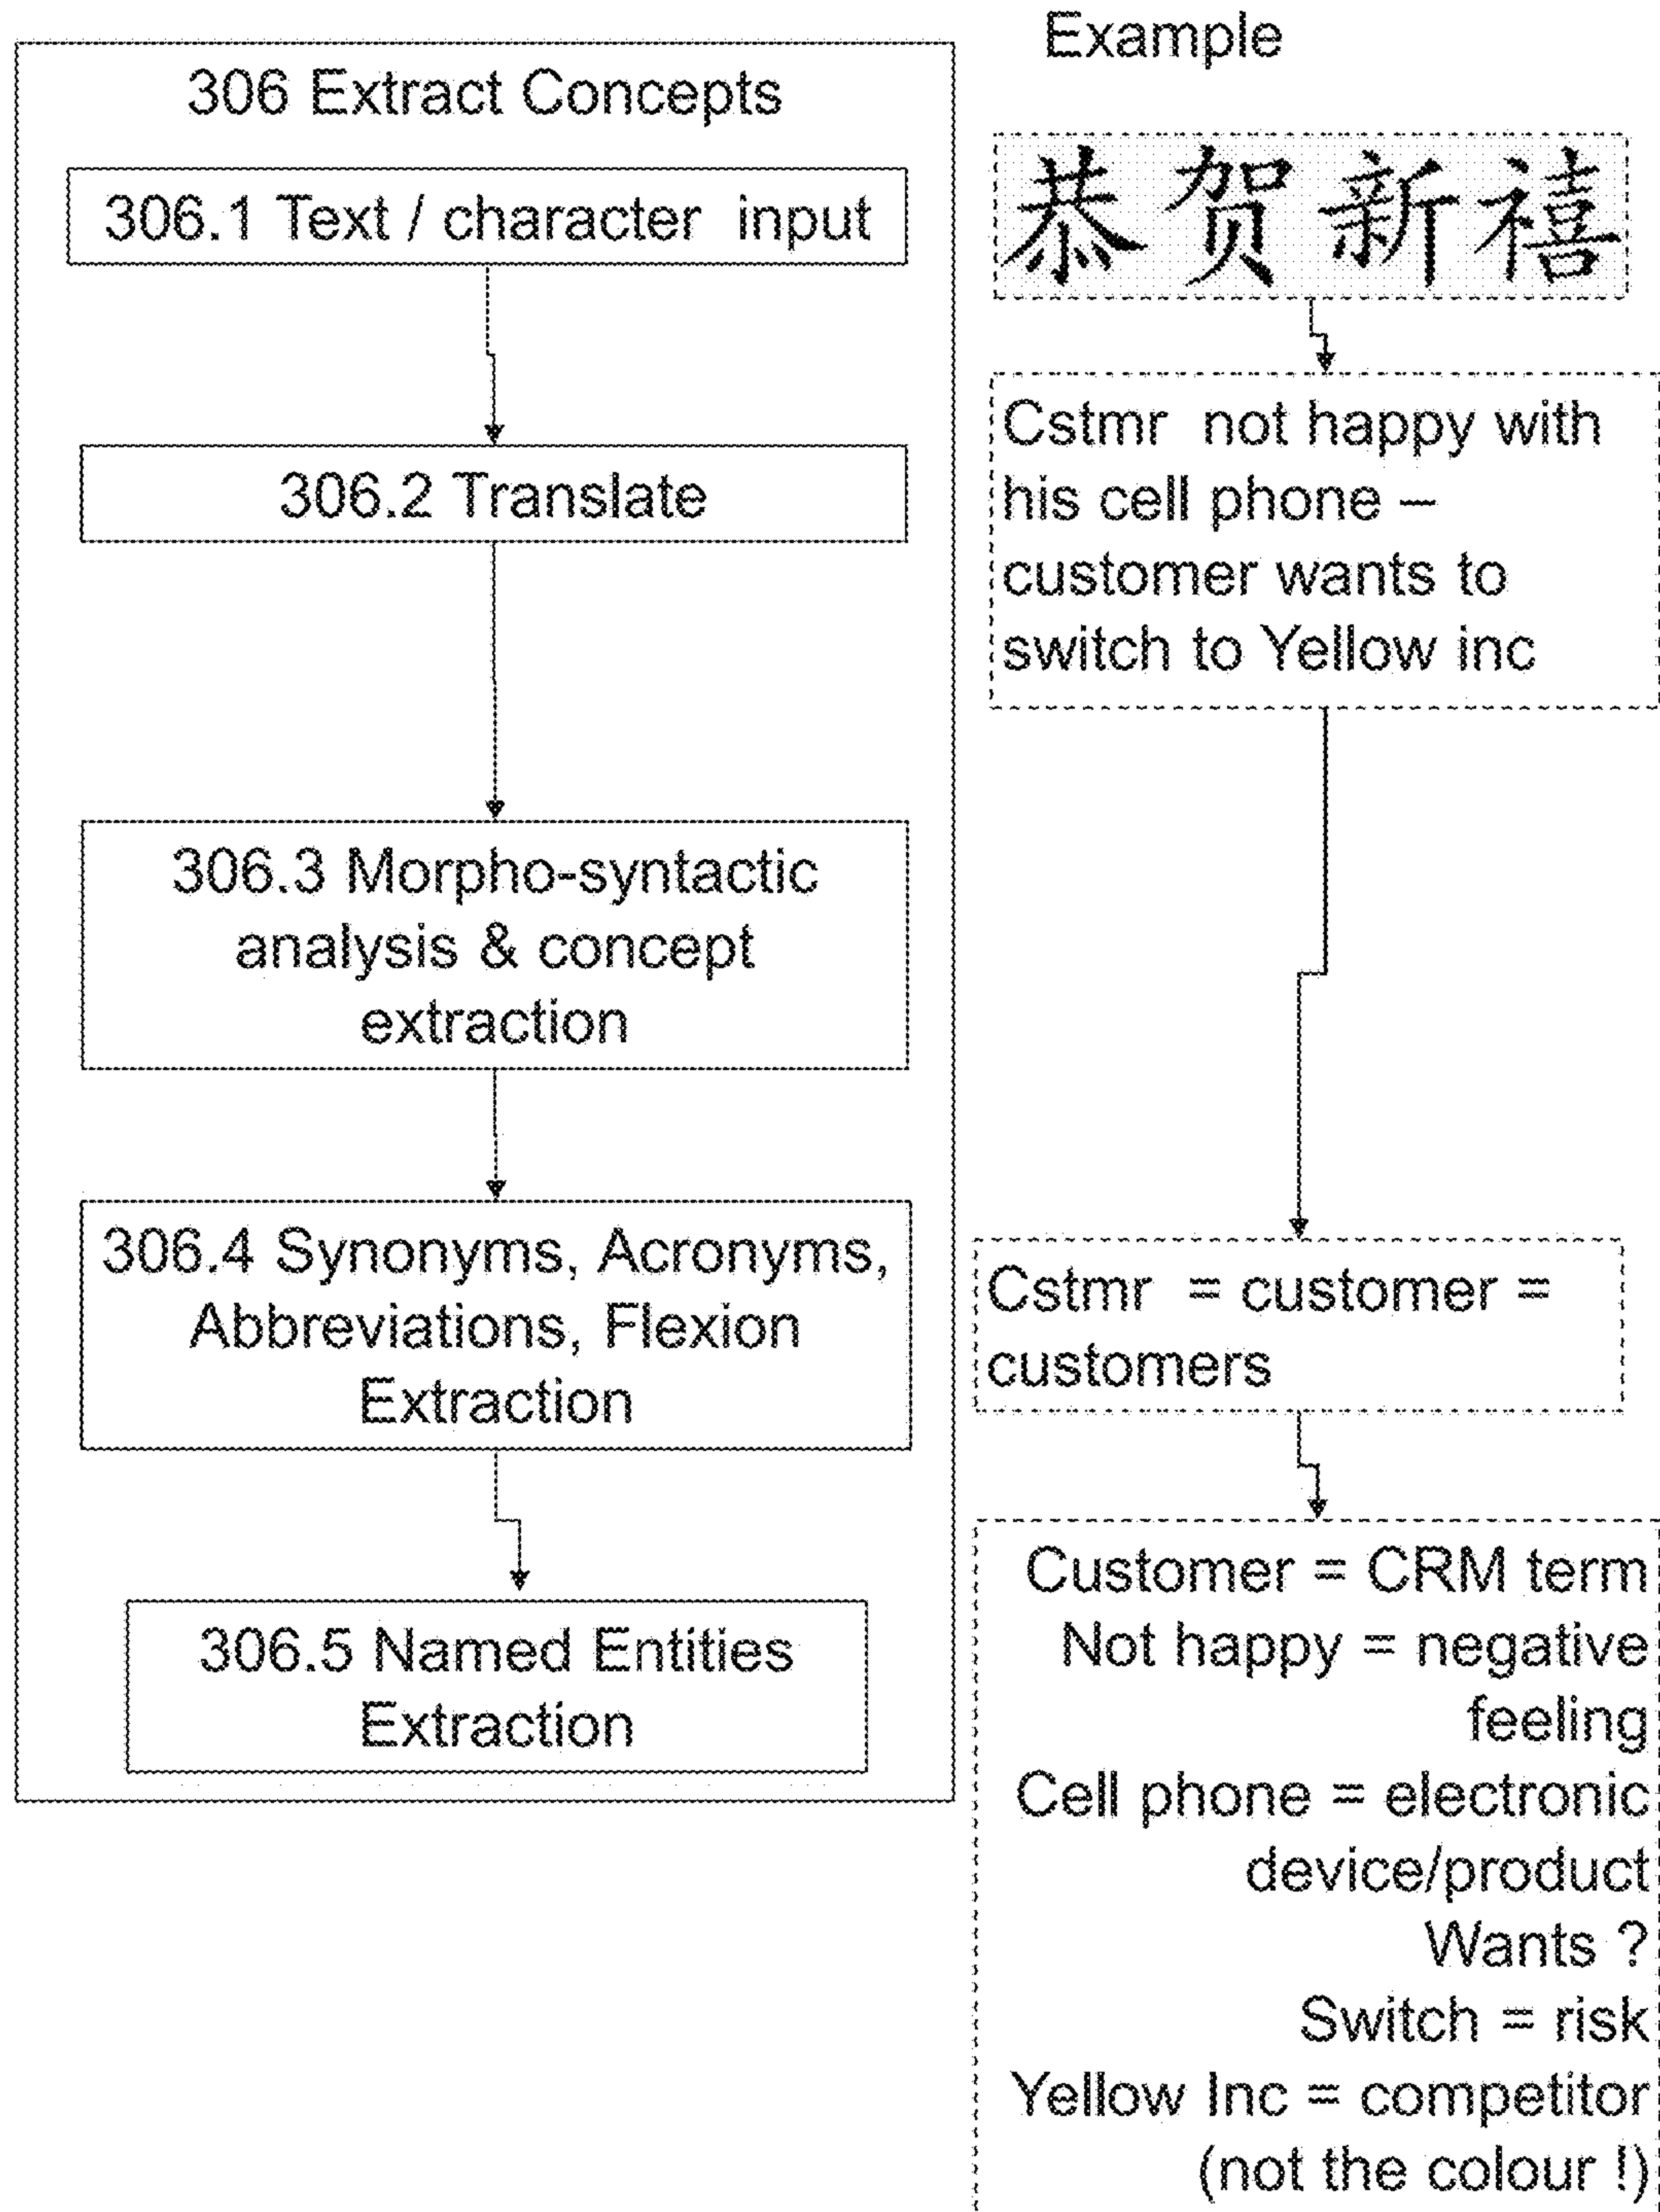 306 Extract Concepts
306.1 Text / character input
306.2 Translate
306.3 Morpho-syntactic
analysis & concept
extraction
306.4 Synonyms, Acronyms,
Abbreviations, Flexion
Extraction
306.5 Named Entities
Extraction
Example
恭贺新禧
Cstmr not happy with
his cell phone –
customer wants to
switch to Yellow inc
Cstmr = customer =
customers
Customer = CRM term
Not happy = negative
feeling
Cell phone = electronic
device/product
Wants ?
Switch = risk
Yellow Inc = competitor
(not the colour !)